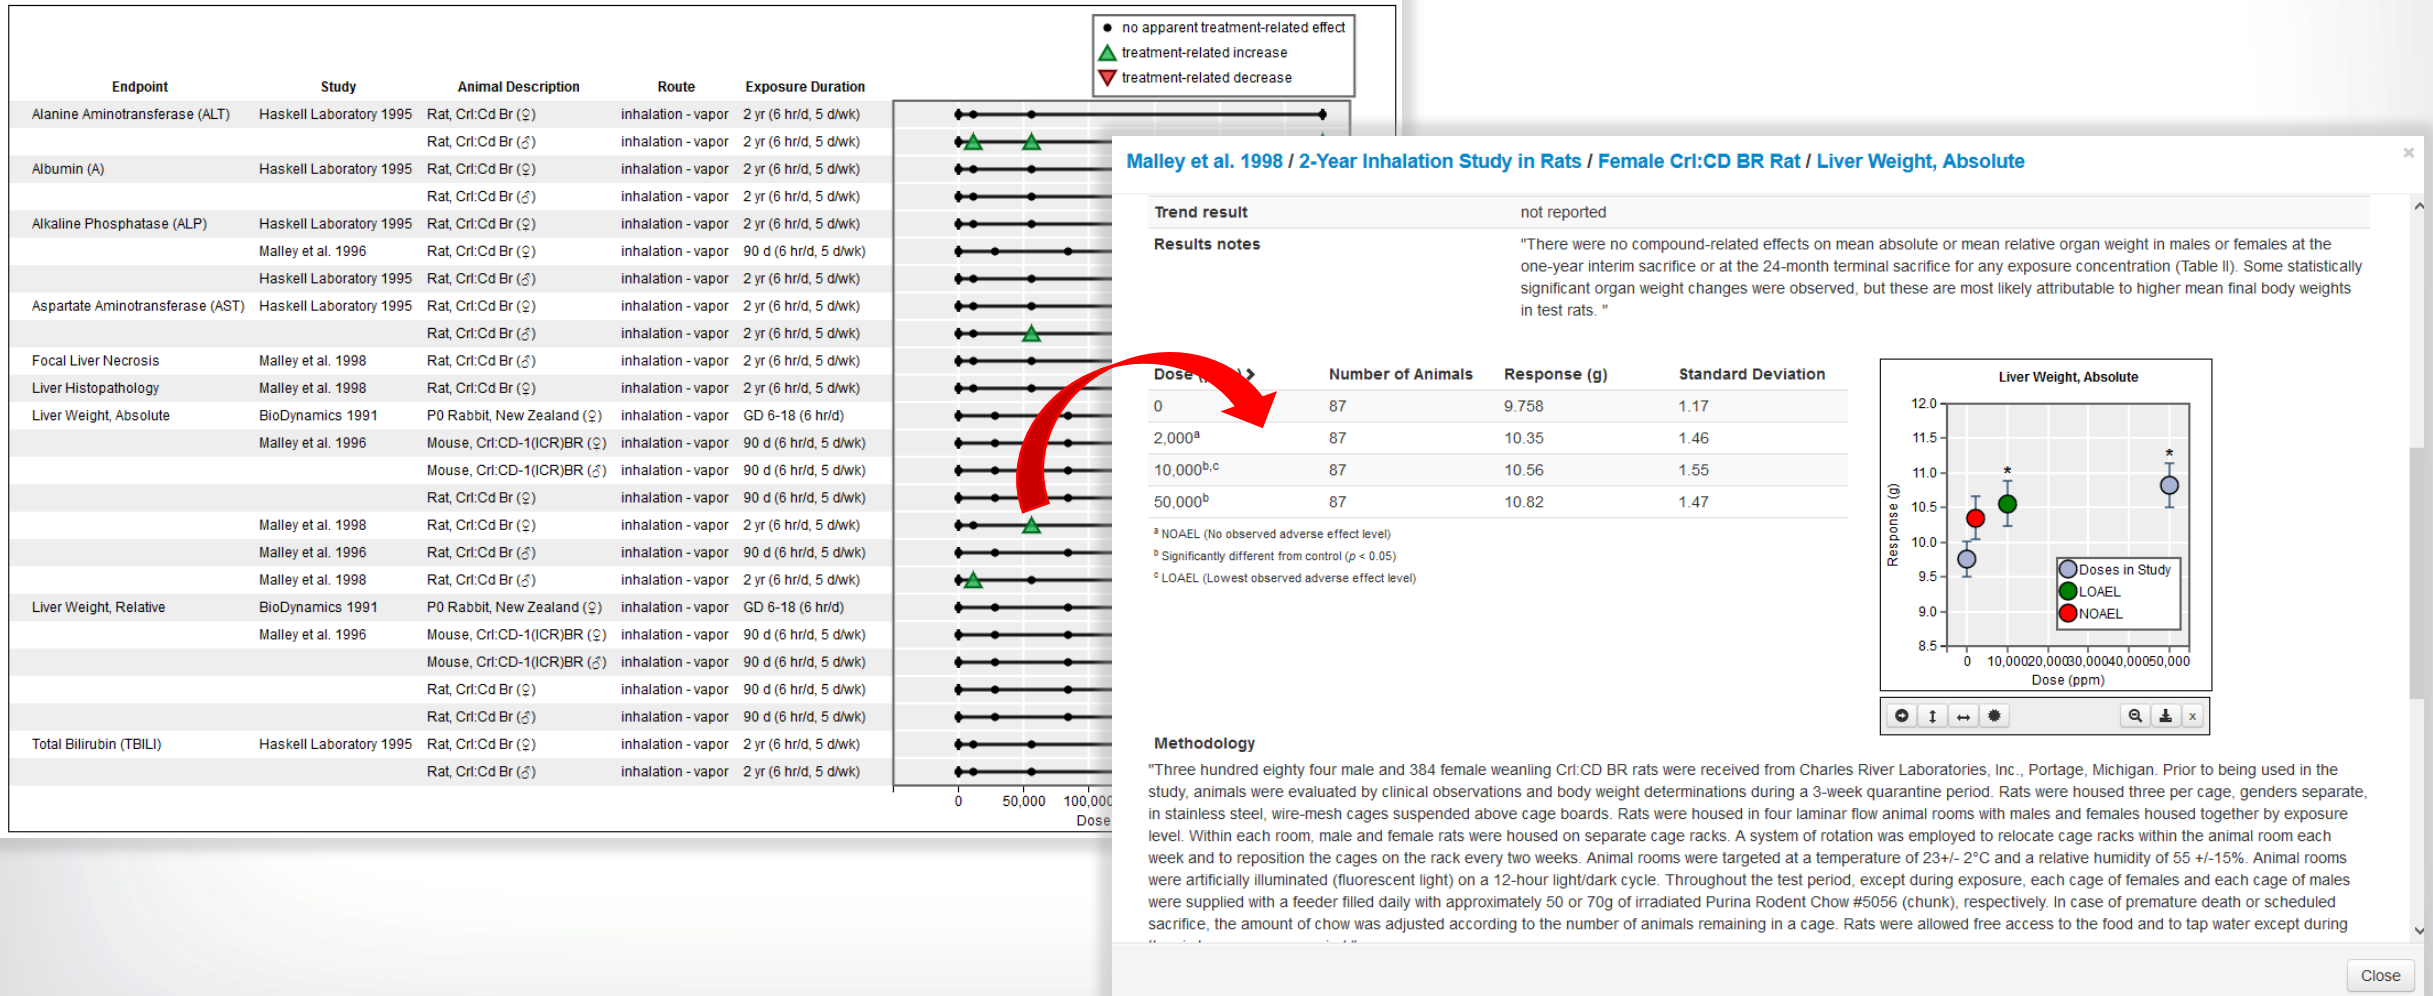 no apparent treatment-related effect
treatment-related increase
treatment-related decrease
Endpoint Study Animal Description Route Exposure Duration
Alanine Aminotransferase (ALT) Haskell Laboratory 1995 Rat, Crl:Cd Br (♀) inhalation - vapor 2 yr (6 hr/d, 5 d/wk)
Rat, Crl:Cd Br (♂) inhalation - vapor 2 yr (6 hr/d, 5 d/wk)
Albumin (A) Haskell Laboratory 1995 Rat, Crl:Cd Br (♀) inhalation - vapor 2 yr (6 hr/d, 5 d/wk)
Rat, Crl:Cd Br (♂) inhalation - vapor 2 yr (6 hr/d, 5 d/wk)
Alkaline Phosphatase (ALP) Haskell Laboratory 1995 Rat, Crl:Cd Br (♀) inhalation - vapor 2 yr (6 hr/d, 5 d/wk)
Malley et al. 1996 Rat, Crl:Cd Br (♀) inhalation - vapor 90 d (6 hr/d, 5 d/wk)
Haskell Laboratory 1995 Rat, Crl:Cd Br (♂) inhalation - vapor 2 yr (6 hr/d, 5 d/wk)
Aspartate Aminotransferase (AST) Haskell Laboratory 1995 Rat, Crl:Cd Br (♀) inhalation - vapor 2 yr (6 hr/d, 5 d/wk)
Rat, Crl:Cd Br (♂) inhalation - vapor 2 yr (6 hr/d, 5 d/wk)
Focal Liver Necrosis Malley et al. 1998 Rat, Crl:Cd Br (♂) inhalation - vapor 2 yr (6 hr/d, 5 d/wk)
Liver Histopathology Malley et al. 1998 Rat, Crl:Cd Br (♀) inhalation - vapor 2 yr (6 hr/d, 5 d/wk)
Liver Weight, Absolute BioDynamics 1991 P0 Rabbit, New Zealand (♀) inhalation - vapor GD 6-18 (6 hr/d)
Malley et al. 1996 Mouse, Crl:CD-1(ICR)BR (♀) inhalation - vapor 90 d (6 hr/d, 5 d/wk)
Mouse, Crl:CD-1(ICR)BR (♂) inhalation - vapor 90 d (6 hr/d, 5 d/wk)
Rat, Crl:Cd Br (♀) inhalation - vapor 90 d (6 hr/d, 5 d/wk)
Malley et al. 1998 Rat, Crl:Cd Br (♀) inhalation - vapor 2 yr (6 hr/d, 5 d/wk)
Malley et al. 1996 Rat, Crl:Cd Br (♂) inhalation - vapor 90 d (6 hr/d, 5 d/wk)
Malley et al. 1998 Rat, Crl:Cd Br (♂) inhalation - vapor 2 yr (6 hr/d, 5 d/wk)
Liver Weight, Relative BioDynamics 1991 P0 Rabbit, New Zealand (♀) inhalation - vapor GD 6-18 (6 hr/d)
Malley et al. 1996 Mouse, Crl:CD-1(ICR)BR (♀) inhalation - vapor 90 d (6 hr/d, 5 d/wk)
Mouse, Crl:CD-1(ICR)BR (♂) inhalation - vapor 90 d (6 hr/d, 5 d/wk)
Rat, Crl:Cd Br (♀) inhalation - vapor 90 d (6 hr/d, 5 d/wk)
Rat, Crl:Cd Br (♂) inhalation - vapor 90 d (6 hr/d, 5 d/wk)
Total Bilirubin (TBILI) Haskell Laboratory 1995 Rat, Crl:Cd Br (♀) inhalation - vapor 2 yr (6 hr/d, 5 d/wk)
Rat, Crl:Cd Br (♂) inhalation - vapor 2 yr (6 hr/d, 5 d/wk)
0 50,000 100,000
Dose
Malley et al. 1998 / 2-Year Inhalation Study in Rats / Female Crl:CD BR Rat / Liver Weight, Absolute ×
Trend result not reported
Results notes "There were no compound-related effects on mean absolute or mean relative organ weight in males or females at the
one-year interim sacrifice or at the 24-month terminal sacrifice for any exposure concentration (Table II). Some statistically
significant organ weight changes were observed, but these are most likely attributable to higher mean final body weights
in test rats. "
Dose Number of Animals Response (g) Standard Deviation
0 87 9.758 1.17
2,000ᵃ 87 10.35 1.46
10,000ᵇ,ᶜ 87 10.56 1.55
50,000ᵇ 87 10.82 1.47
ᵃ NOAEL (No observed adverse effect level)
ᵇ Significantly different from control (p < 0.05)
ᶜ LOAEL (Lowest observed adverse effect level)
Liver Weight, Absolute
12.0
11.5
11.0
10.5
10.0
9.5
9.0
8.5
Response (g)
* *
Doses in Study
LOAEL
NOAEL
0 10,000 20,000 30,000 40,000 50,000
Dose (ppm)
x
Methodology
"Three hundred eighty four male and 384 female weanling Crl:CD BR rats were received from Charles River Laboratories, Inc., Portage, Michigan. Prior to being used in the
study, animals were evaluated by clinical observations and body weight determinations during a 3-week quarantine period. Rats were housed three per cage, genders separate,
in stainless steel, wire-mesh cages suspended above cage boards. Rats were housed in four laminar flow animal rooms with males and females housed together by exposure
level. Within each room, male and female rats were housed on separate cage racks. A system of rotation was employed to relocate cage racks within the animal room each
week and to reposition the cages on the rack every two weeks. Animal rooms were targeted at a temperature of 23+/- 2°C and a relative humidity of 55 +/-15%. Animal rooms
were artificially illuminated (fluorescent light) on a 12-hour light/dark cycle. Throughout the test period, except during exposure, each cage of females and each cage of males
were supplied with a feeder filled daily with approximately 50 or 70g of irradiated Purina Rodent Chow #5056 (chunk), respectively. In case of premature death or scheduled
sacrifice, the amount of chow was adjusted according to the number of animals remaining in a cage. Rats were allowed free access to the food and to tap water except during
Close